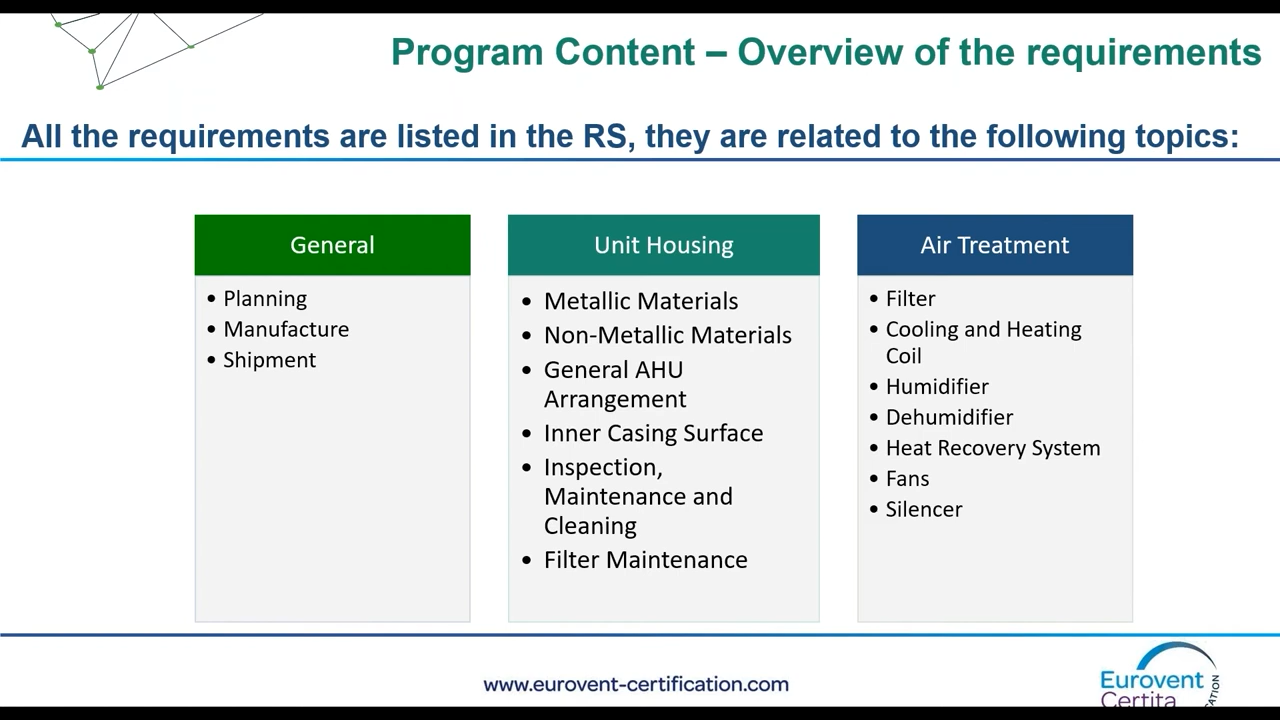 Program Content – Overview of the requirements
All the requirements are listed in the RS, they are related to the following topics:
General
• Planning
• Manufacture
• Shipment
Unit Housing
• Metallic Materials
• Non-Metallic Materials
• General AHU
Arrangement
• Inner Casing Surface
• Inspection,
Maintenance and
Cleaning
• Filter Maintenance
Air Treatment
• Filter
• Cooling and Heating
Coil
• Humidifier
• Dehumidifier
• Heat Recovery System
• Fans
• Silencer
www.eurovent-certification.com
Eurovent
Certita